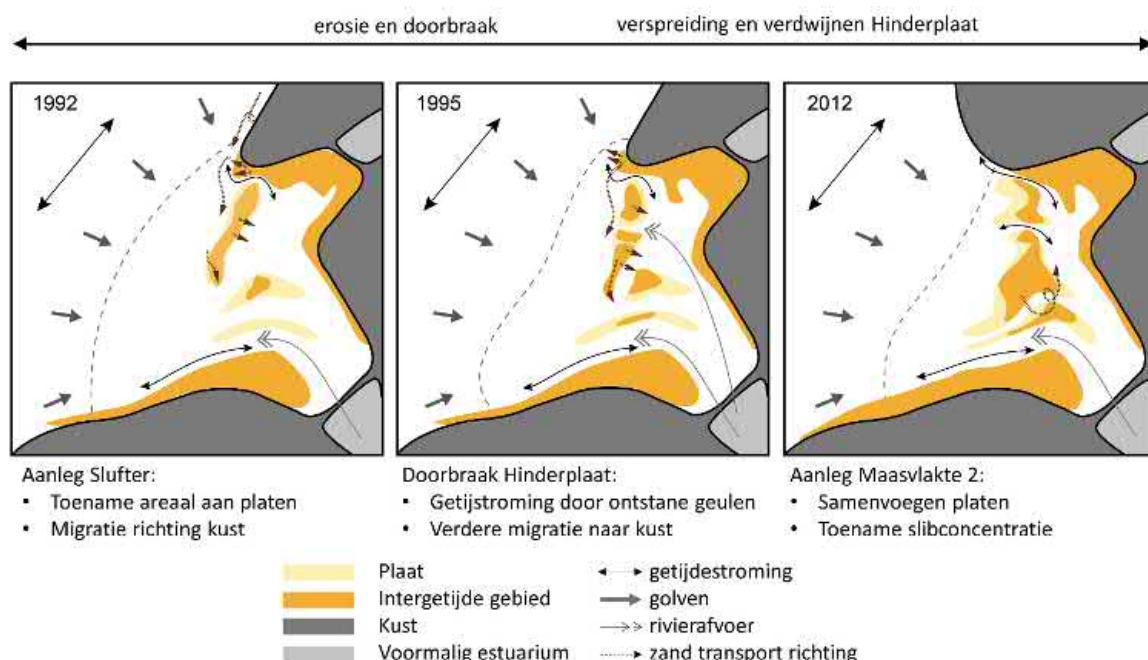 erosie en doorbraak
verspreiding en verdwijnen Hinderplaat
1992
1995
2012
Aanleg Slufter:
▪ Toename areaal aan platen
• Migratie richting kust
Doorbraak Hinderplaat:
▪ Getijstroming door ontstane geulen
• Verdere migratie naar kust
Aanleg Maasvlakte 2:
▪ Samenvoegen platen
• Toename slibconcentratie
Plaat
Intergetijde gebied
Kust
Voormalig estuarium
getijdestroming
golven
rivierafvoer
zand transport richting